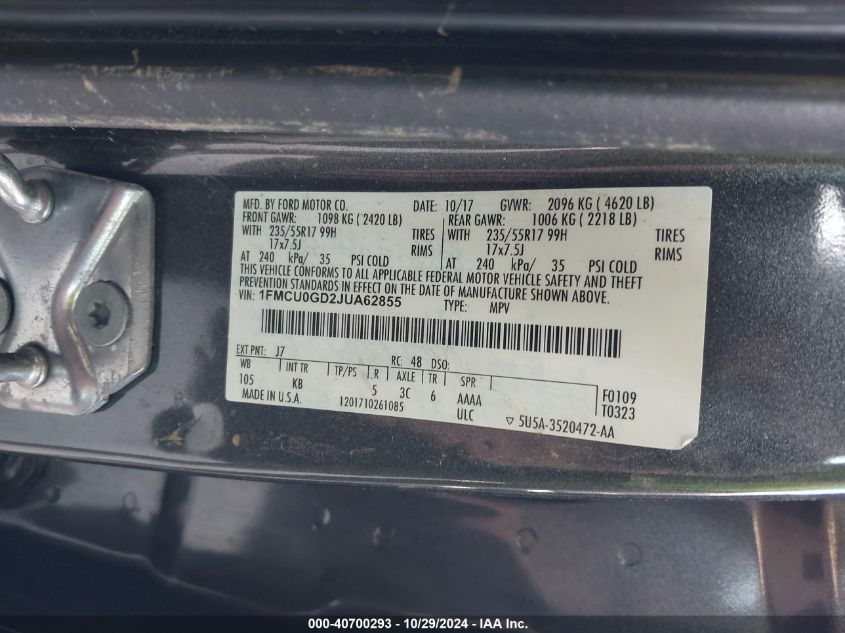 MFD. BY FORD MOTOR CO. DATE: 10/17 GVWR: 2096 KG ( 4620 LB)
FRONT GAWR: 1098 KG ( 2420 LB) REAR GAWR: 1006 KG ( 2218 LB)
WITH 235/55R17 99H TIRES WITH 235/55R17 99H TIRES
17x7.5J RIMS 17x7.5J RIMS
AT 240 kPa/ 35 PSI COLD AT 240 kPa/ 35 PSI COLD
THIS VEHICLE CONFORMS TO ALL APPLICABLE FEDERAL MOTOR VEHICLE SAFETY AND THEFT
PREVENTION STANDARDS IN EFFECT ON THE DATE OF MANUFACTURE SHOWN ABOVE.
VIN: 1FMCU0GD2JUA62855 TYPE: MPV
EXT PNT: J7 RC: 48 DSO:
WB INT TR TP/PS R AXLE TR SPR F0109
105 KB 5 3C 6 AAAA T0323
MADE IN U.S.A. 1201710261085 ULC ▽ 5U5A-3520472-AA
000-40700293 - 10/29/2024 - IAA Inc.